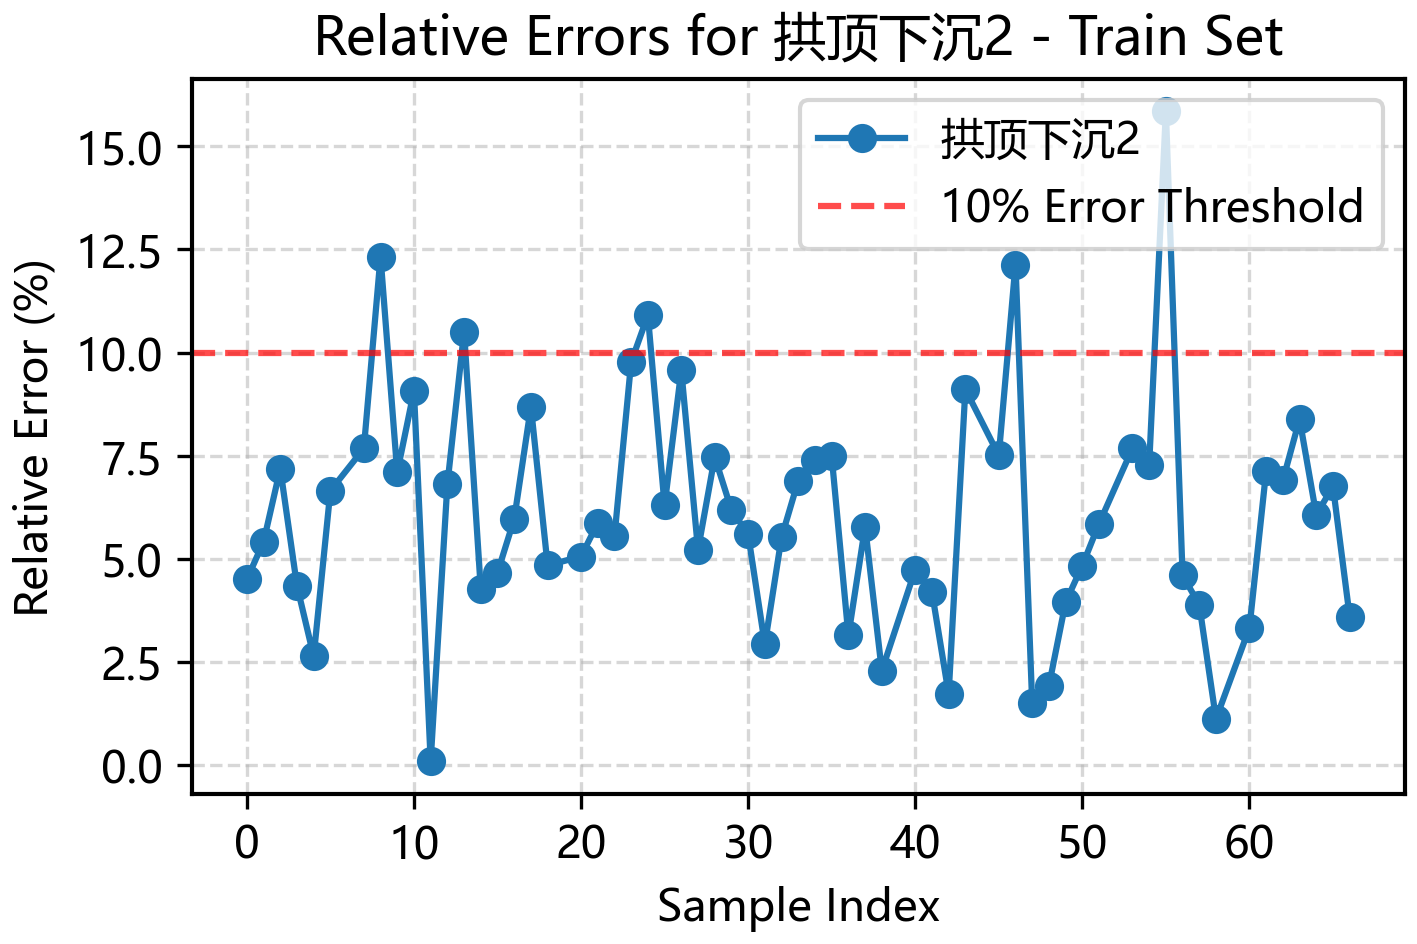 Relative Errors for 拱顶下沉2 - Train Set
拱顶下沉2
10% Error Threshold
Relative Error (%)
15.0
12.5
10.0
7.5
5.0
2.5
0.0
0 10 20 30 40 50 60
Sample Index